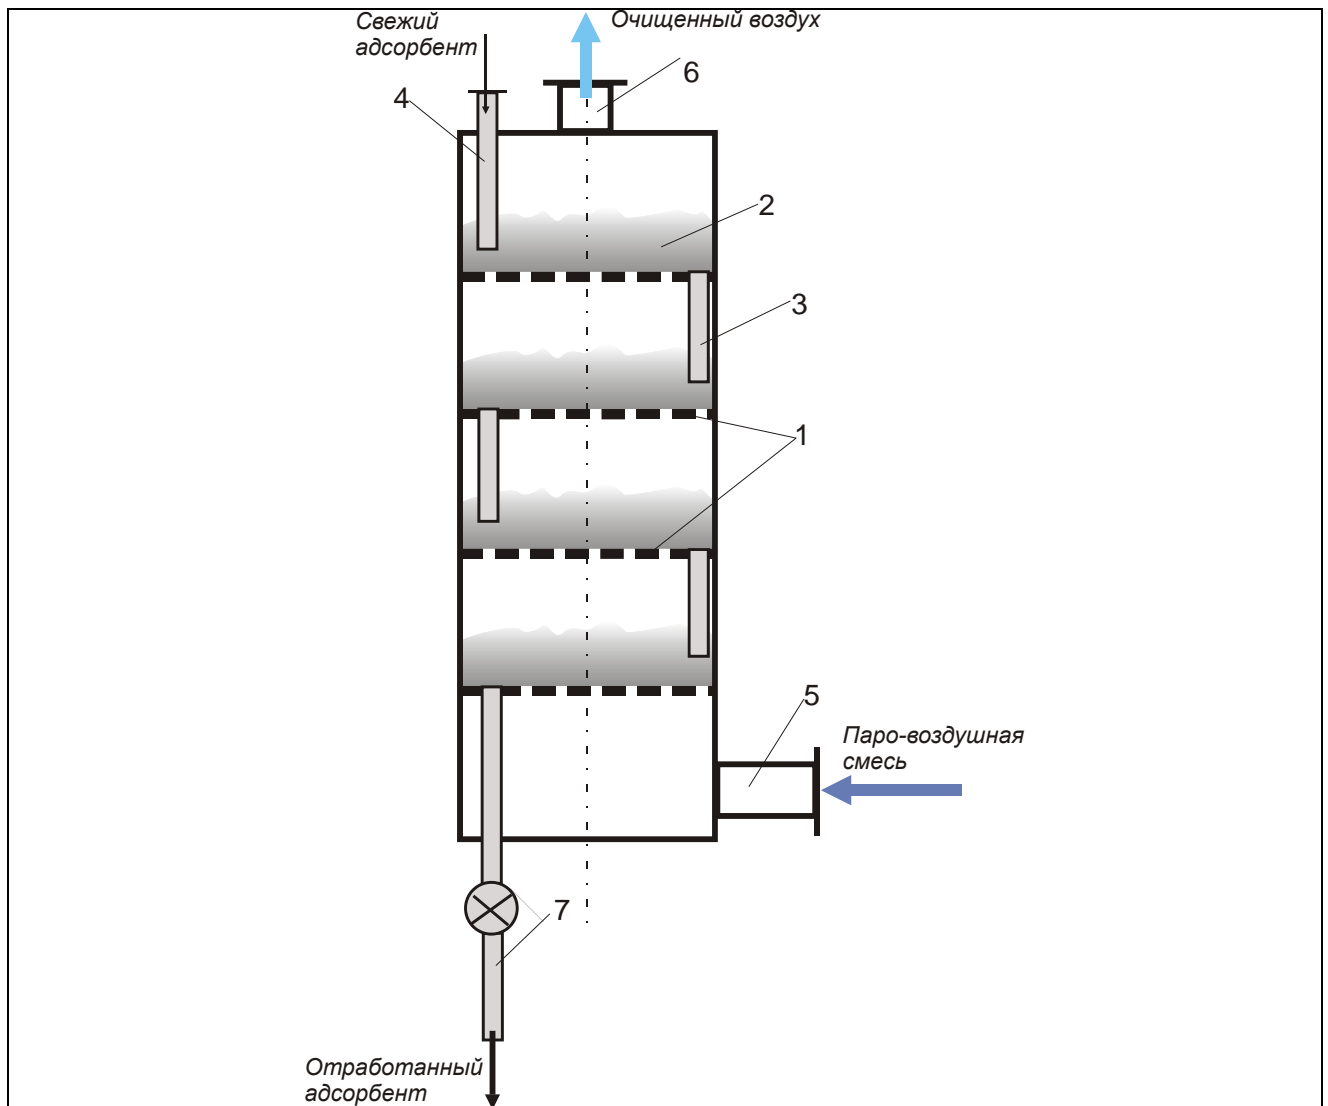 Свежий
адсорбент
Очищенный воздух
6
4
2
3
1
5
Паро-воздушная
смесь
7
Отработанный
адсорбент